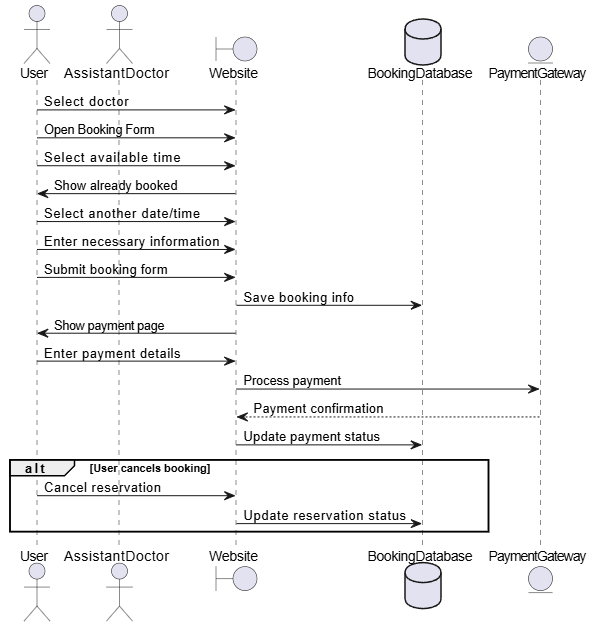 User AssistantDoctor Website BookingDatabase PaymentGateway
Select doctor
Open Booking Form
Select available time
Show already booked
Select another date/time
Enter necessary information
Submit booking form
Save booking info
Show payment page
Enter payment details
Process payment
Payment confirmation
Update payment status
alt [User cancels booking]
Cancel reservation
Update reservation status
User AssistantDoctor Website BookingDatabase PaymentGateway